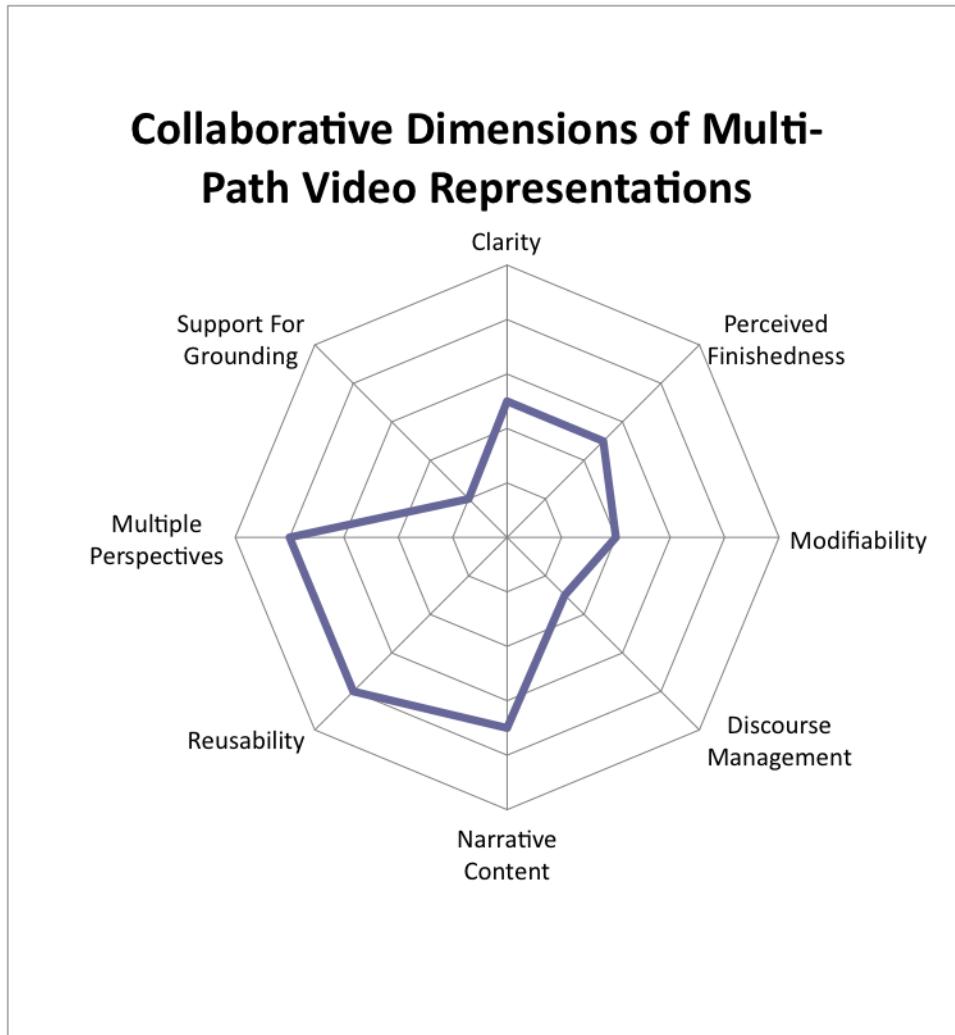 Collaborative Dimensions of Multi-
Path Video Representations
Clarity
Perceived
Finishedness
Modifiability
Discourse
Management
Narrative
Content
Reusability
Multiple
Perspectives
Support For
Grounding